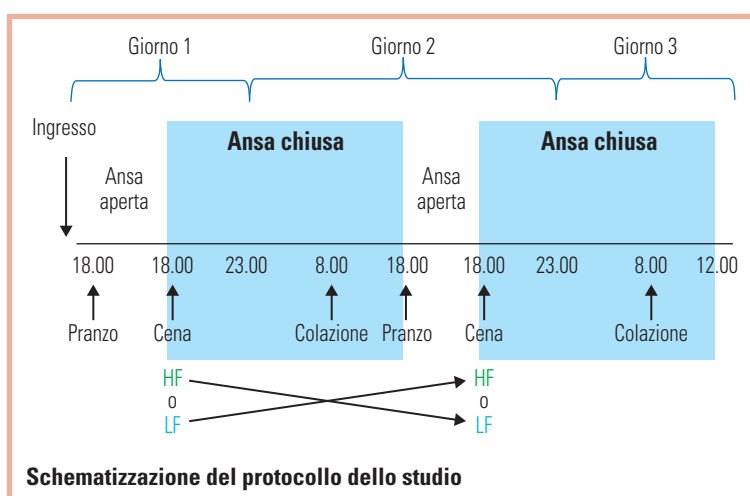 Giorno 1 Giorno 2 Giorno 3
Ingresso
Ansa chiusa Ansa chiusa
Ansa
aperta
Ansa
aperta
18.00 18.00 23.00 8.00 18.00 18.00 23.00 8.00 12.00
Pranzo Cena Colazione Pranzo Cena Colazione
HF HF
o o
LF LF
Schematizzazione del protocollo dello studio